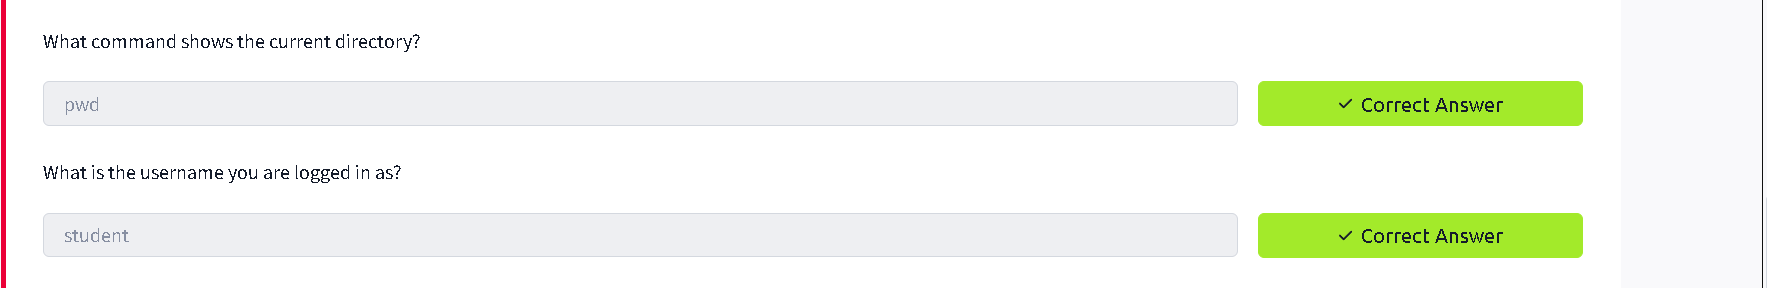 What command shows the current directory?
pwd
✓ Correct Answer
What is the username you are logged in as?
student
✓ Correct Answer